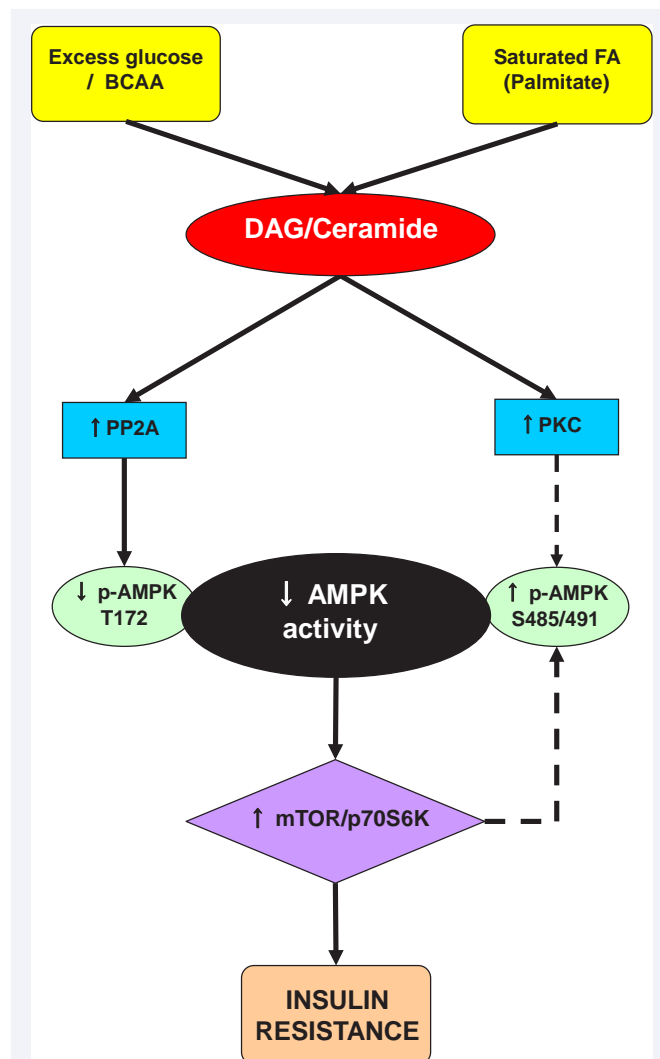 Excess glucose
/ BCAA
Saturated FA
(Palmitate)
DAG/Ceramide
↑ PP2A
↑ PKC
↓ p-AMPK
T172
↓ AMPK
activity
↑ p-AMPK
S485/491
↑ mTOR/p70S6K
INSULIN
RESISTANCE